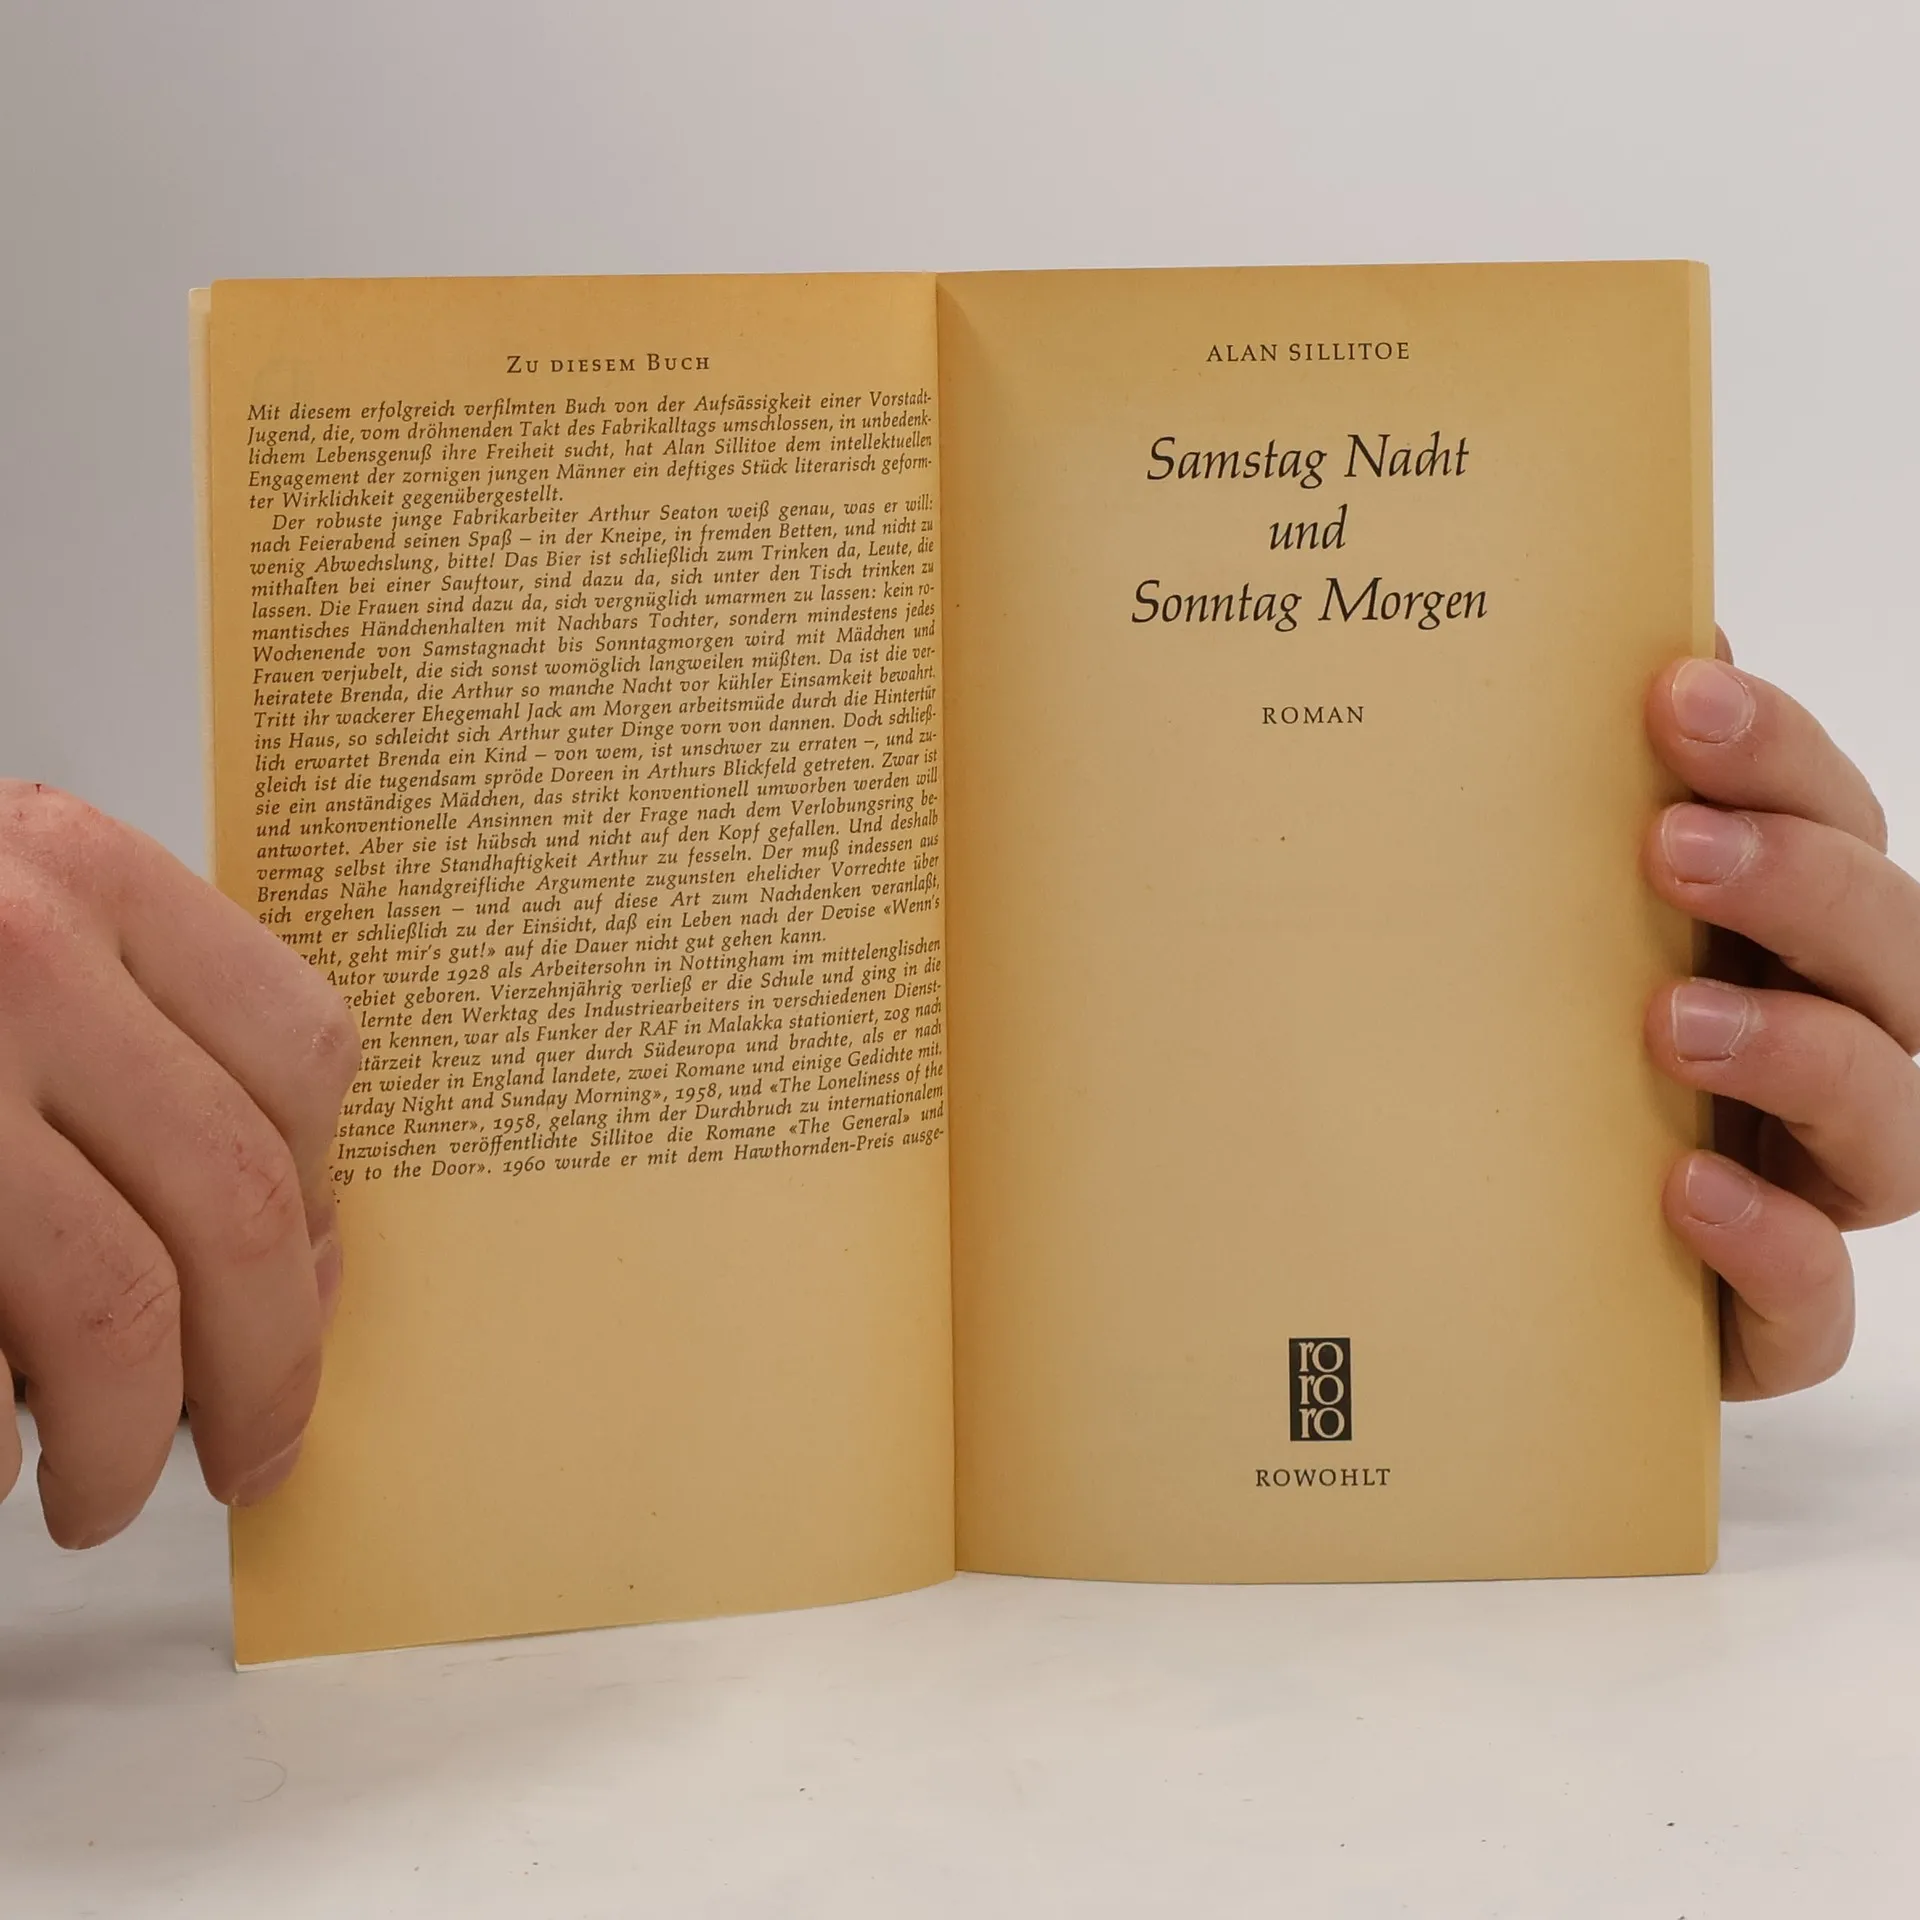 ZU DIESEM BUCH
Mit diesem erfolgreich verfilmten Buch von der Aufsässigkeit einer Vorstadt-
Jugend, die, vom dröhnenden Takt des Fabrikalltags umschlossen, in unbedenk-
lichem Lebensgenuß ihre Freiheit sucht, hat Alan Sillitoe dem intellektuellen
Engagement der zornigen jungen Männer ein deftiges Stück literarisch geform-
ter Wirklichkeit gegenübergestellt.
Der robuste junge Fabrikarbeiter Arthur Seaton weiß genau, was er will:
nach Feierabend seinen Spaß – in der Kneipe, in fremden Betten, und nicht zu
wenig Abwechslung, bitte! Das Bier ist schließlich zum Trinken da, Leute, die
mithalten bei einer Sauftour, sind dazu da, sich unter den Tisch trinken zu
lassen. Die Frauen sind dazu da, sich vergnüglich umarmen zu lassen: kein ro-
mantisches Händchenhalten mit Nachbars Tochter, sondern mindestens jedes
Wochenende von Samstagnacht bis Sonntagmorgen wird mit Mädchen und
Frauen verjubelt, die sich sonst womöglich langweilen müßten. Da ist die ver-
heiratete Brenda, die Arthur so manche Nacht vor kühler Einsamkeit bewahrt.
Tritt ihr wackerer Ehegemahl Jack am Morgen arbeitsmüde durch die Hintertür
ins Haus, so schleicht sich Arthur guter Dinge vorn von dannen. Doch schließ-
lich erwartet Brenda ein Kind – von wem, ist unschwer zu erraten –, und zu-
gleich ist die tugendsam spröde Doreen in Arthurs Blickfeld getreten. Zwar ist
sie ein anständiges Mädchen, das strikt konventionell umworben werden will
und unkonventionelle Ansinnen mit der Frage nach dem Verlobungsring be-
antwortet. Aber sie ist hübsch und nicht auf den Kopf gefallen. Und deshalb
vermag selbst ihre Standhaftigkeit Arthur zu fesseln. Der muß indessen aus
Brendas Nähe handgreifliche Argumente zugunsten ehelicher Vorrechte über
sich ergehen lassen – und auch auf diese Art zum Nachdenken veranlaßt,
mmt er schließlich zu der Einsicht, daß ein Leben nach der Devise «Wenn's
geht, geht mir's gut!» auf die Dauer nicht gut gehen kann.
Autor wurde 1928 als Arbeitersohn in Nottingham im mittelenglischen
gebiet geboren. Vierzehnjährig verließ er die Schule und ging in die
lernte den Werktag des Industriearbeiters in verschiedenen Dienst-
en kennen, war als Funker der RAF in Malakka stationiert, zog nach
itärzeit kreuz und quer durch Südeuropa und brachte, als er nach
en wieder in England landete, zwei Romane und einige Gedichte mit.
urday Night and Sunday Morning», 1958, und «The Loneliness of the
stance Runner», 1958, gelang ihm der Durchbruch zu internationalem
Inzwischen veröffentlichte Sillitoe die Romane «The General» und
ey to the Door». 1960 wurde er mit dem Hawthornden-Preis ausge-
ALAN SILLITOE
Samstag Nacht
und
Sonntag Morgen
ROMAN
ro
ro
ro
ROWOHLT